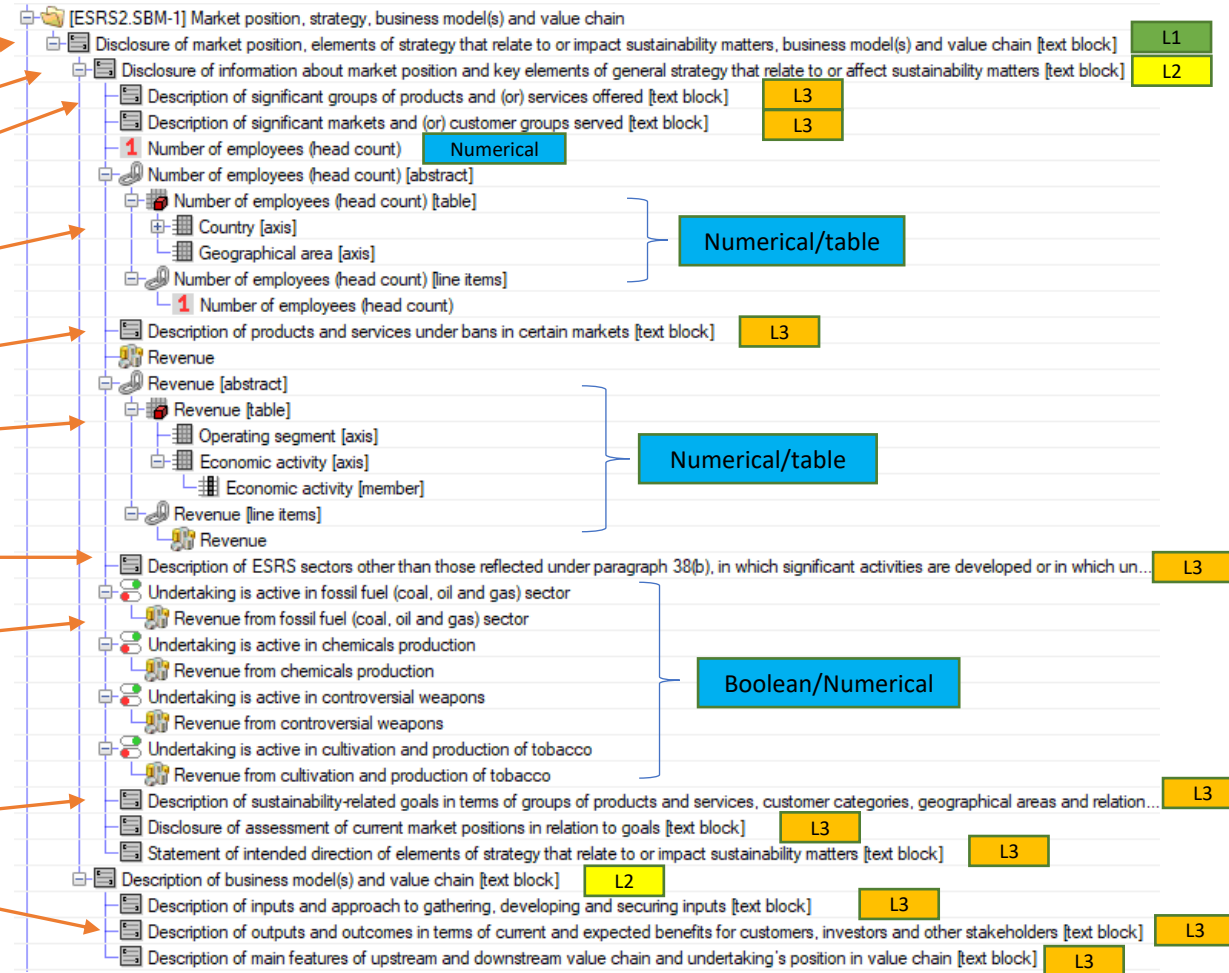 [ESRS2.SBM-1] Market position, strategy, business model(s) and value chain
Disclosure of market position, elements of strategy that relate to or impact sustainability matters, business model(s) and value chain [text block] L1
Disclosure of information about market position and key elements of general strategy that relate to or affect sustainability matters [text block] L2
Description of significant groups of products and (or) services offered [text block] L3
Description of significant markets and (or) customer groups served [text block] L3
1 Number of employees (head count) Numerical
Number of employees (head count) [abstract]
Number of employees (head count) [table]
Country [axis]
Numerical/table
Geographical area [axis]
Number of employees (head count) [line items]
1 Number of employees (head count)
Description of products and services under bans in certain markets [text block] L3
Revenue
Revenue [abstract]
Revenue [table]
Operating segment [axis]
Economic activity [axis] Numerical/table
Economic activity [member]
Revenue [line items]
Revenue
Description of ESRS sectors other than those reflected under paragraph 38(b), in which significant activities are developed or in which un... L3
Undertaking is active in fossil fuel (coal, oil and gas) sector
Revenue from fossil fuel (coal, oil and gas) sector
Undertaking is active in chemicals production
Revenue from chemicals production
Boolean/Numerical
Undertaking is active in controversial weapons
Revenue from controversial weapons
Undertaking is active in cultivation and production of tobacco
Revenue from cultivation and production of tobacco
Description of sustainability-related goals in terms of groups of products and services, customer categories, geographical areas and relation... L3
Disclosure of assessment of current market positions in relation to goals [text block] L3
Statement of intended direction of elements of strategy that relate to or impact sustainability matters [text block] L3
Description of business model(s) and value chain [text block] L2
Description of inputs and approach to gathering, developing and securing inputs [text block] L3
Description of outputs and outcomes in terms of current and expected benefits for customers, investors and other stakeholders [text block] L3
Description of main features of upstream and downstream value chain and undertaking's position in value chain [text block] L3